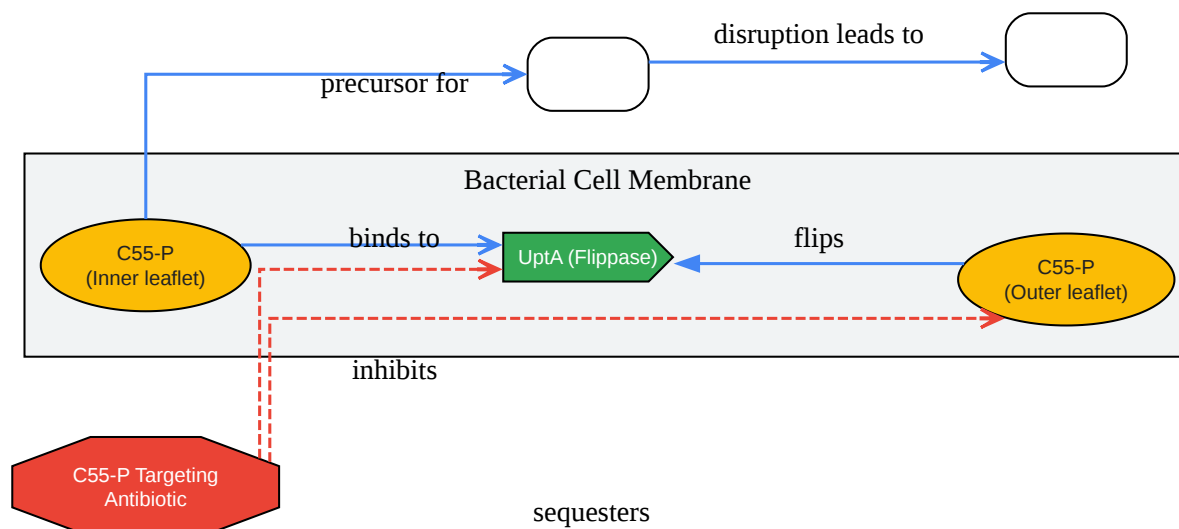 disruption leads to
precursor for
Bacterial Cell Membrane
C55-P
(Inner leaflet)
binds to
UptA (Flippase)
flips
C55-P
(Outer leaflet)
inhibits
C55-P Targeting
Antibiotic
sequesters